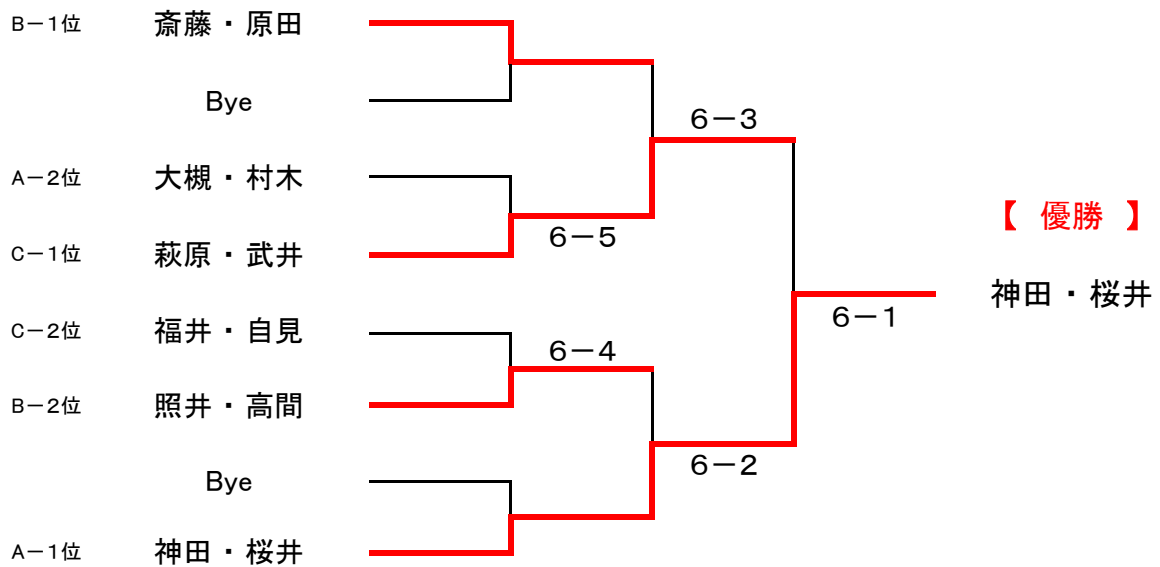 B－1位 斎藤・原田
Bye
6－3
A－2位 大槻・村木
【 優勝 】
6－5
C－1位 萩原・武井
神田・桜井
6－1
C－2位 福井・自見
6－4
B－2位 照井・高間
6－2
Bye
A－1位 神田・桜井